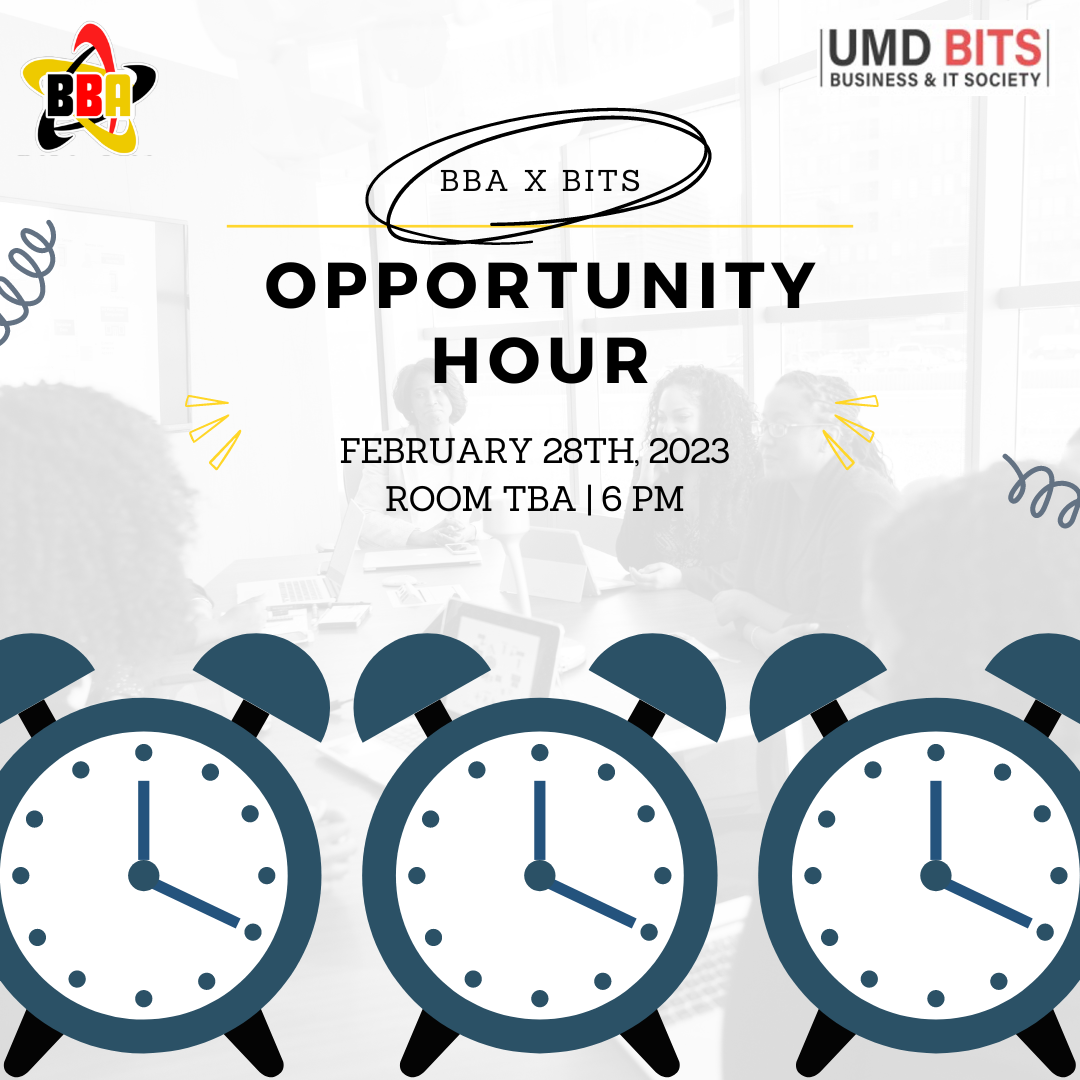 BBA
UMD BITS
BUSINESS & IT SOCIETY
BBA X BITS
OPPORTUNITY
HOUR
FEBRUARY 28TH, 2023
ROOM TBA | 6 PM